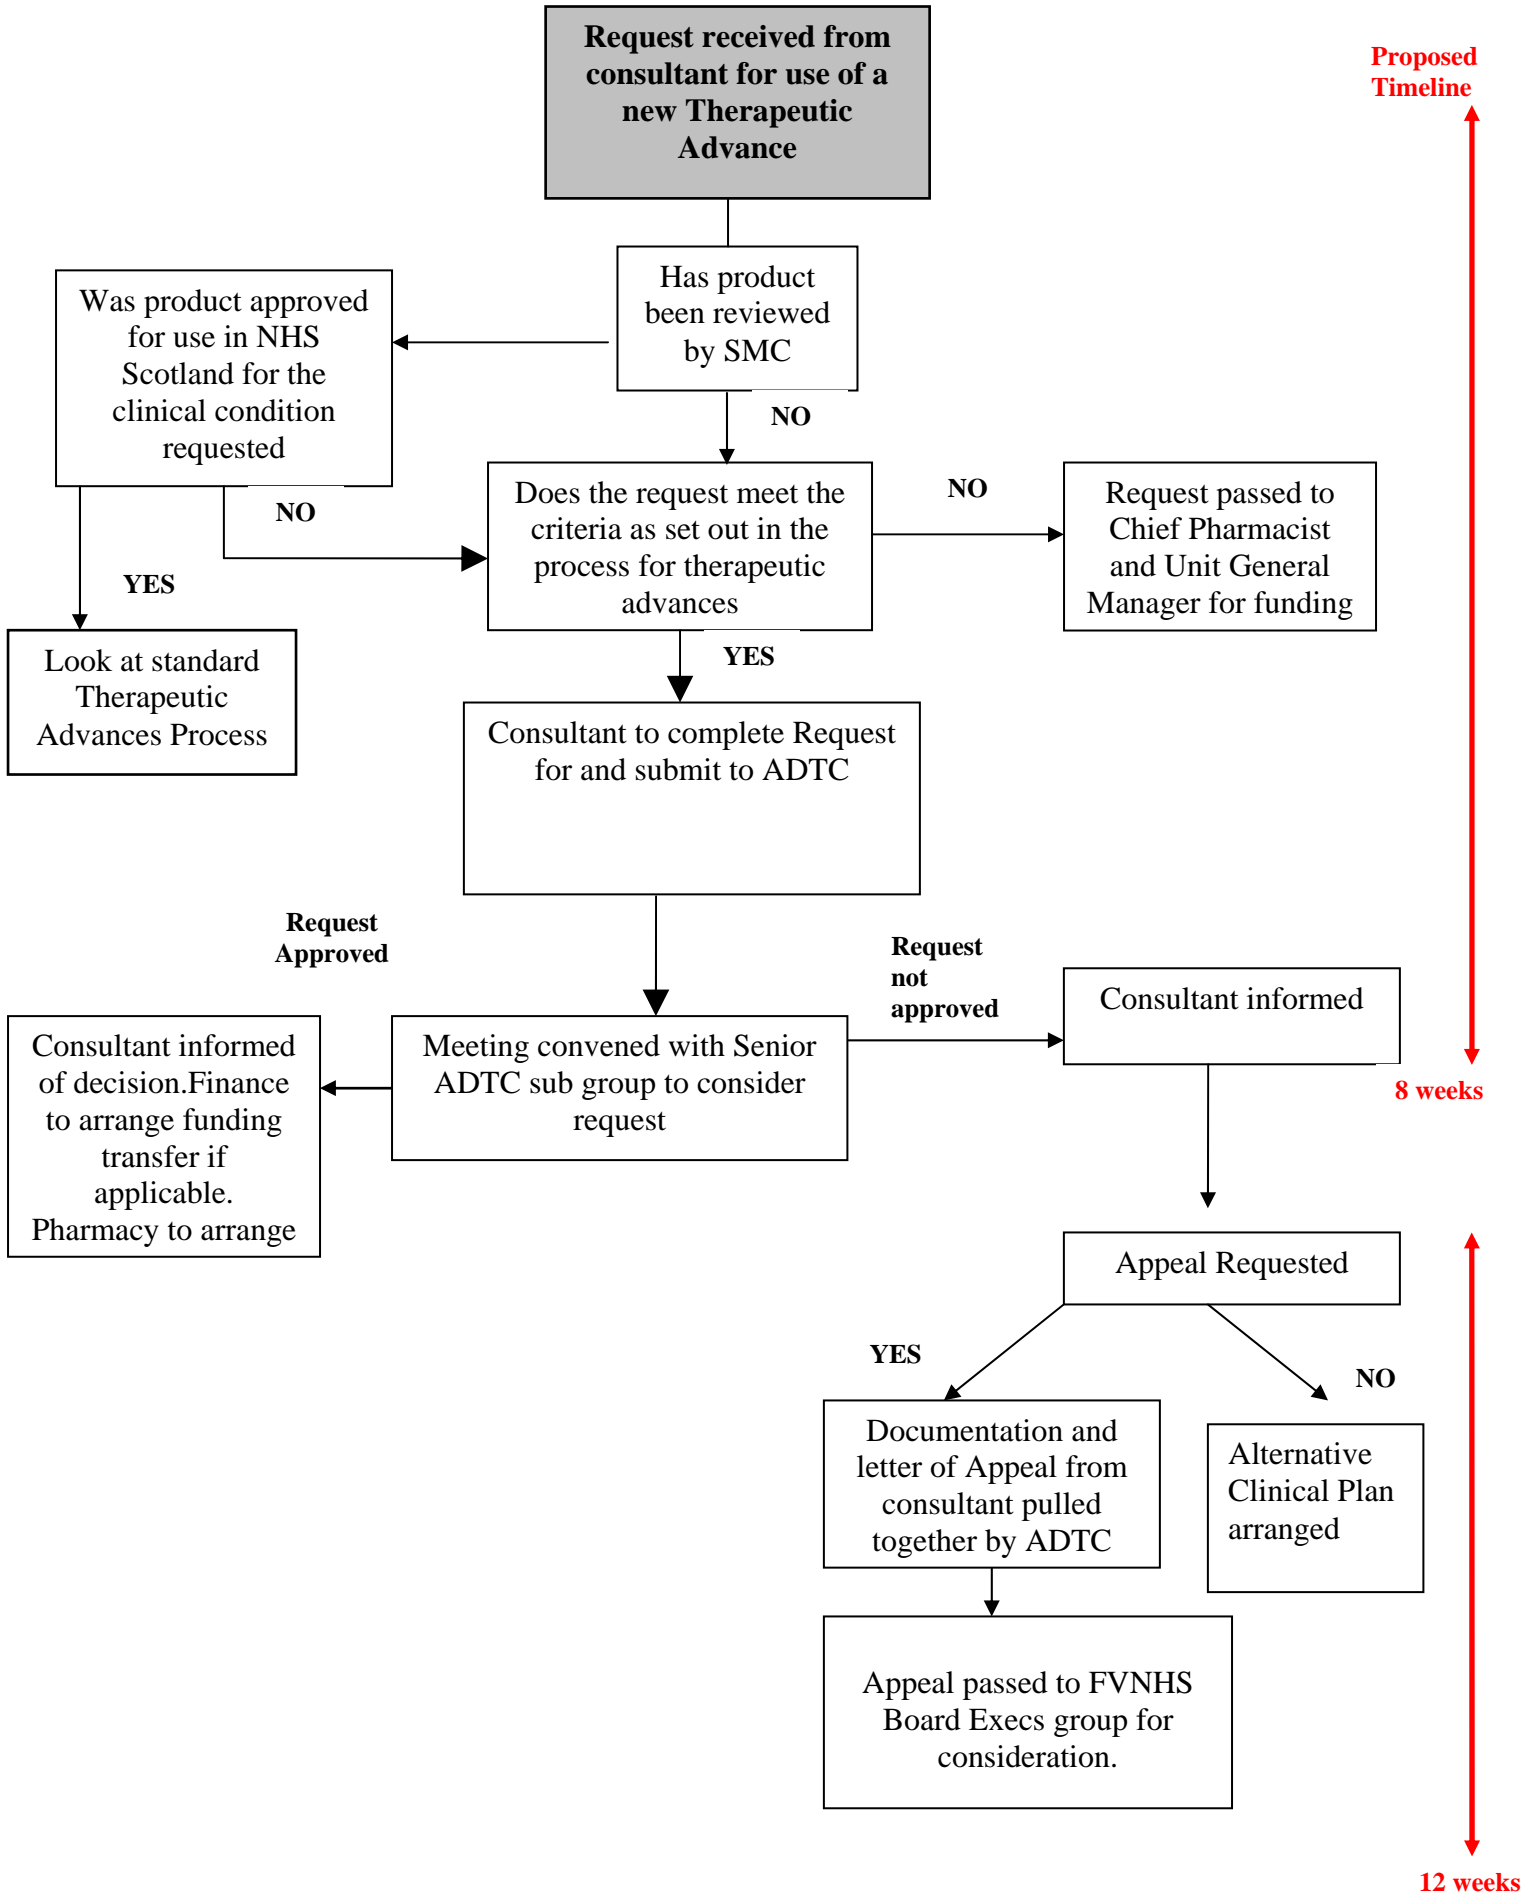 Request received from
consultant for use of a
new Therapeutic
Advance
Proposed
Timeline
Has product
been reviewed
by SMC
Was product approved
for use in NHS
Scotland for the
clinical condition
requested
NO
Does the request meet the
criteria as set out in the
process for therapeutic
advances
NO
Request passed to
Chief Pharmacist
and Unit General
Manager for funding
NO
YES
Look at standard
Therapeutic
Advances Process
YES
Consultant to complete Request
for and submit to ADTC
Request
Approved
Request
not
approved
Consultant informed
Consultant informed
of decision.Finance
to arrange funding
transfer if
applicable.
Pharmacy to arrange
Meeting convened with Senior
ADTC sub group to consider
request
8 weeks
Appeal Requested
YES
NO
Documentation and
letter of Appeal from
consultant pulled
together by ADTC
Alternative
Clinical Plan
arranged
Appeal passed to FVNHS
Board Execs group for
consideration.
12 weeks